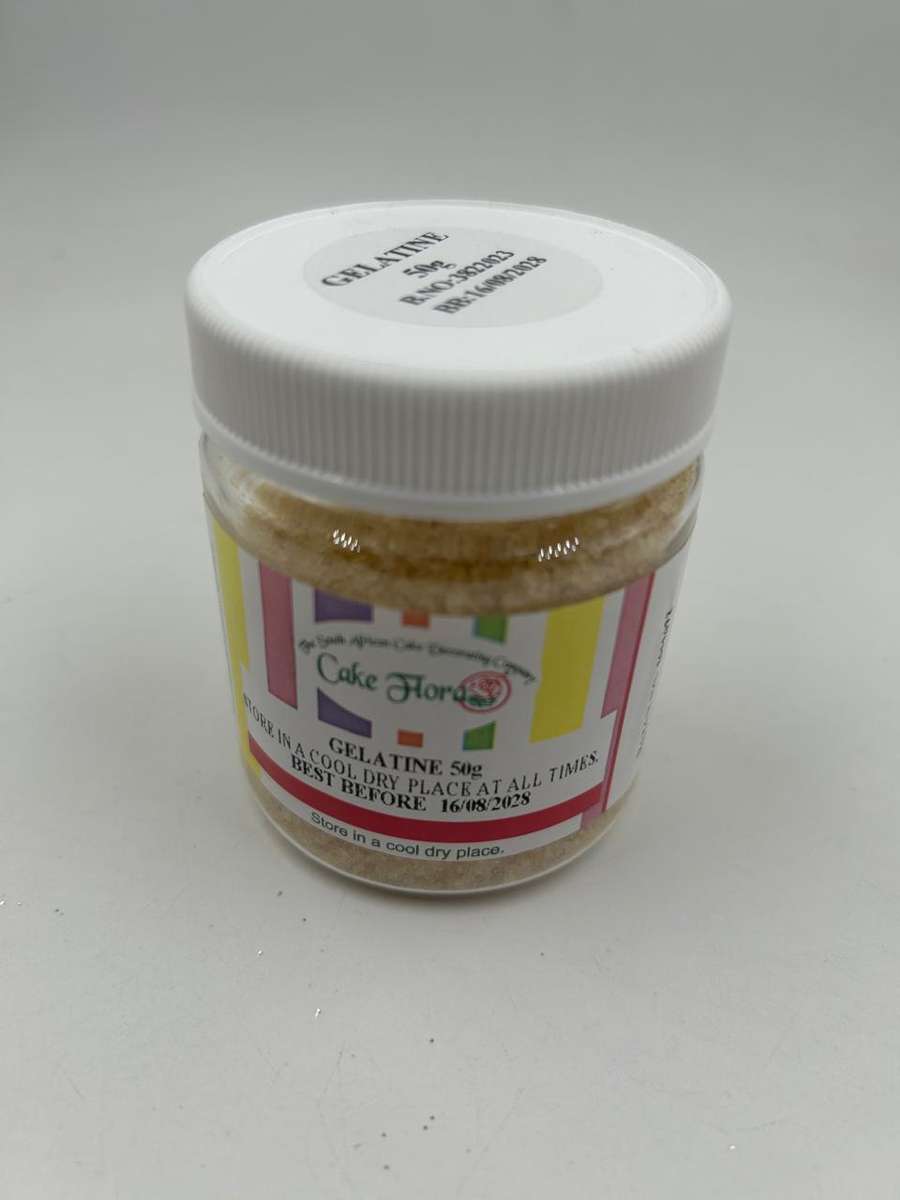 GELATINE
50g
B.NO:3822023
BB:16/08/2028
The South African Cake Decorating Company
Cake Flora
GELATINE 50g
STORE IN A COOL DRY PLACE AT ALL TIMES.
BEST BEFORE 16/08/2028
Store in a cool dry place.